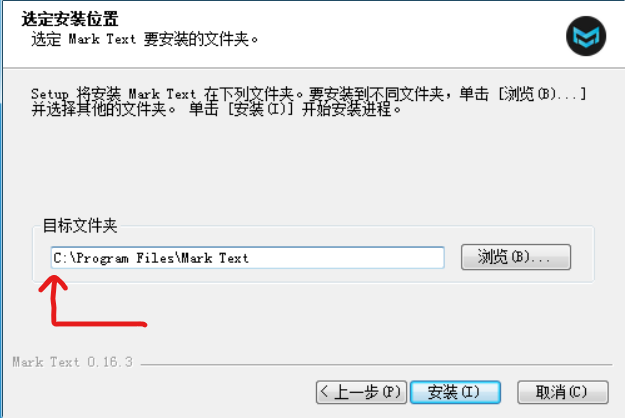 选定安装位置
选定 Mark Text 要安装的文件夹。
Setup 将安装 Mark Text 在下列文件夹。要安装到不同文件夹，单击 [浏览(B)...]
并选择其他的文件夹。 单击 [安装(I)] 开始安装进程。
目标文件夹
C:\Program Files\Mark Text
浏览(B)...
Mark Text 0.16.3
< 上一步(P)
安装(I)
取消(C)